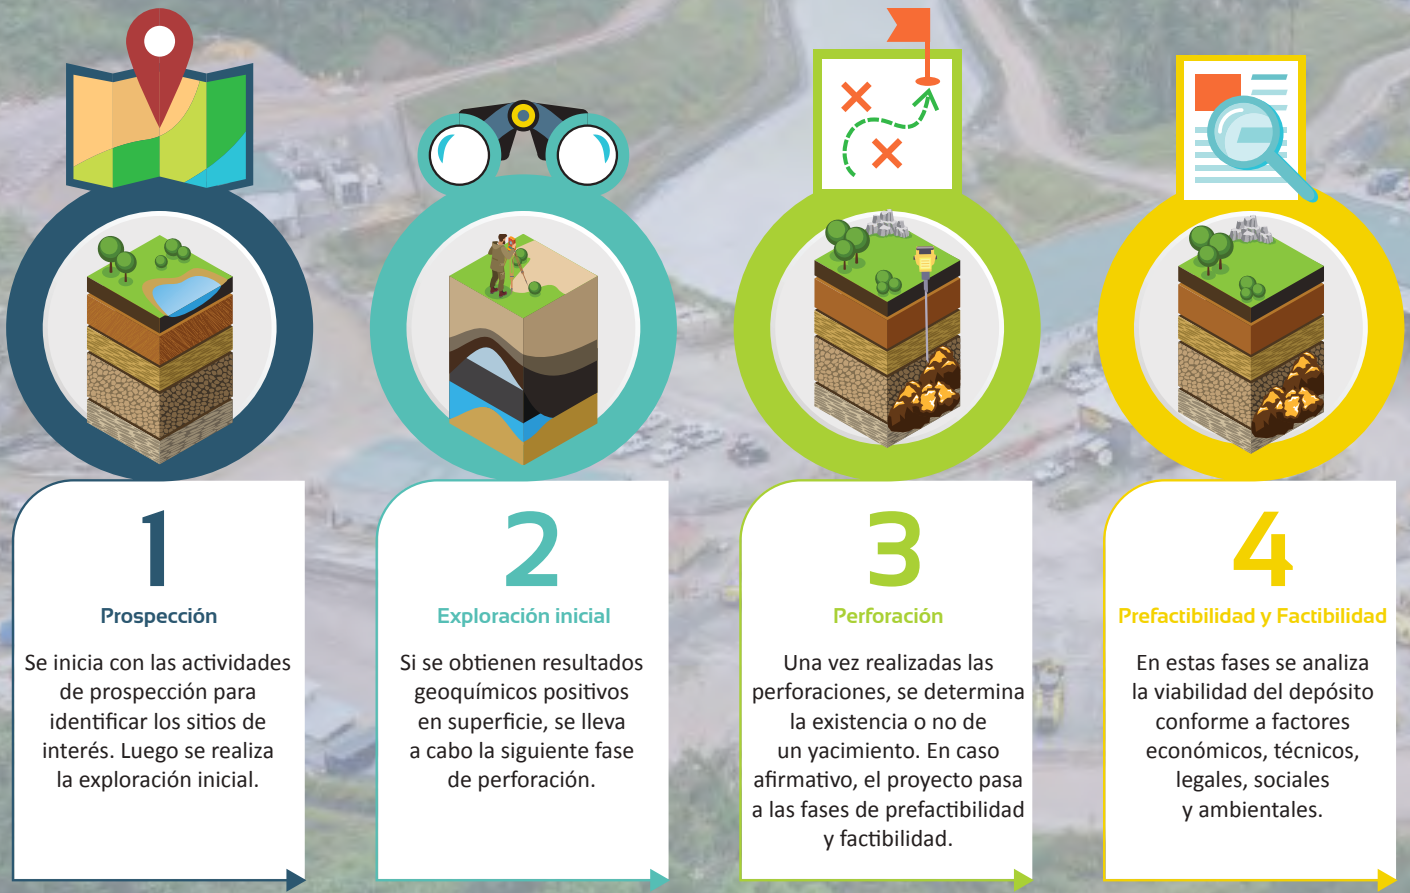 1
Prospección
Se inicia con las actividades
de prospección para
identificar los sitios de
interés. Luego se realiza
la exploración inicial.
2
Exploración inicial
Si se obtienen resultados
geoquímicos positivos
en superficie, se lleva
a cabo la siguiente fase
de perforación.
3
Perforación
Una vez realizadas las
perforaciones, se determina
la existencia o no de
un yacimiento. En caso
afirmativo, el proyecto pasa
a las fases de prefactibilidad
y factibilidad.
4
Prefactibilidad y Factibilidad
En estas fases se analiza
la viabilidad del depósito
conforme a factores
económicos, técnicos,
legales, sociales
y ambientales.